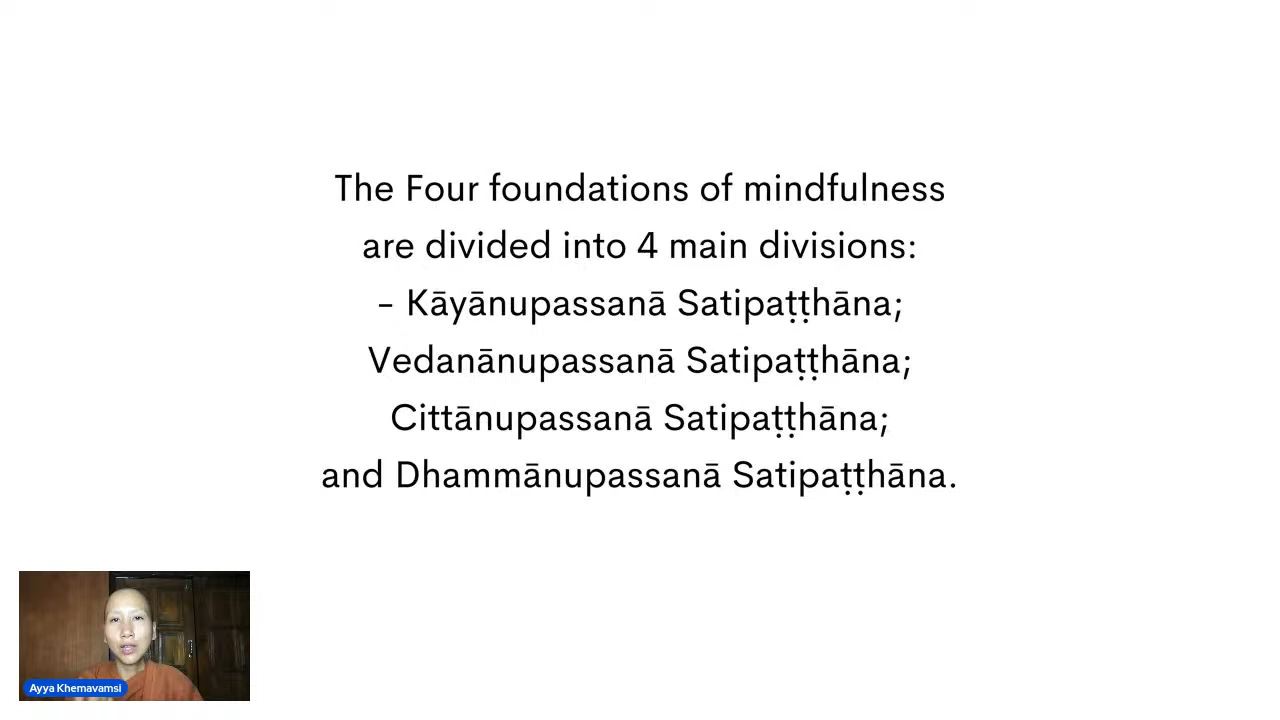 The Four foundations of mindfulness
are divided into 4 main divisions:
- Kāyānupassanā Satipaṭṭhāna;
Vedanānupassanā Satipaṭṭhāna;
Cittānupassanā Satipaṭṭhāna;
and Dhammānupassanā Satipaṭṭhāna.
Ayya Khemavamsi